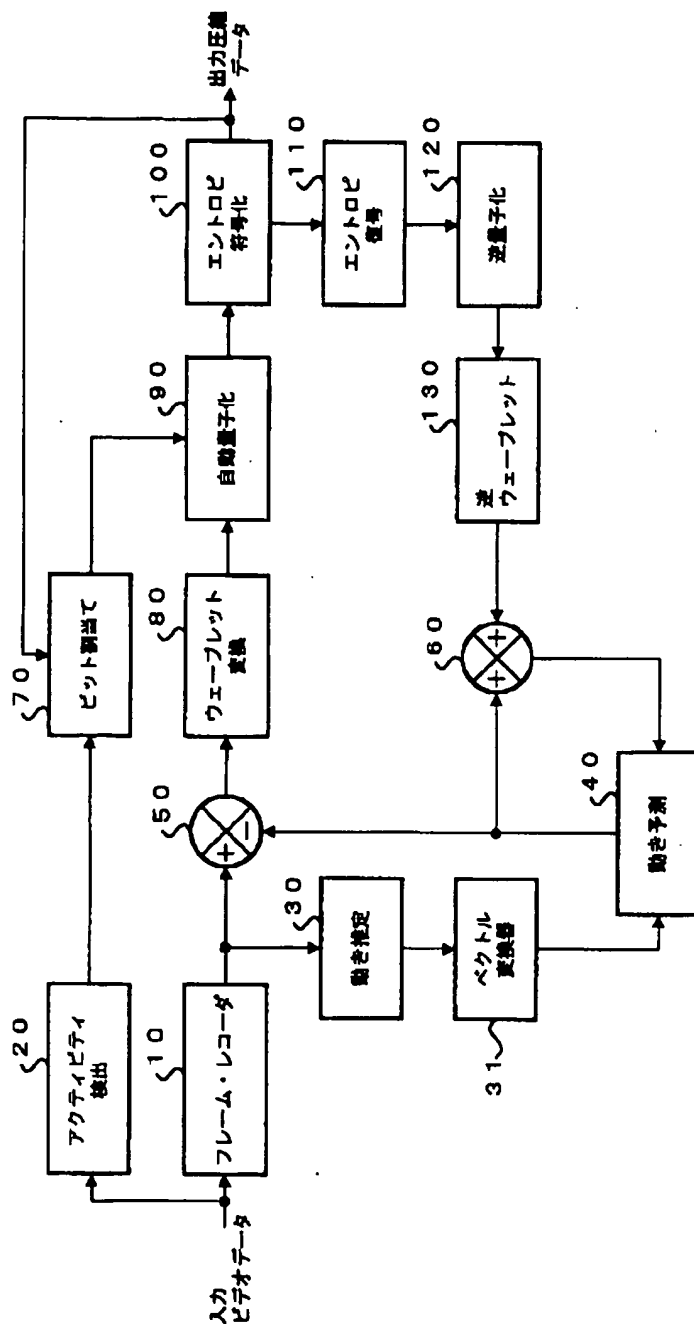 入力
ビデオデータ
20
アクティビティ
検出
10
フレーム・レコーダ
30
動き推定
31
ベクトル
変換器
40
動き予測
50
+
−
60
+
+
70
ビット割当て
80
ウェーブレット
変換
90
自動量子化
100
エントロピ
符号化
出力圧縮
データ
110
エントロピ
復号
120
逆量子化
130
逆
ウェーブレット